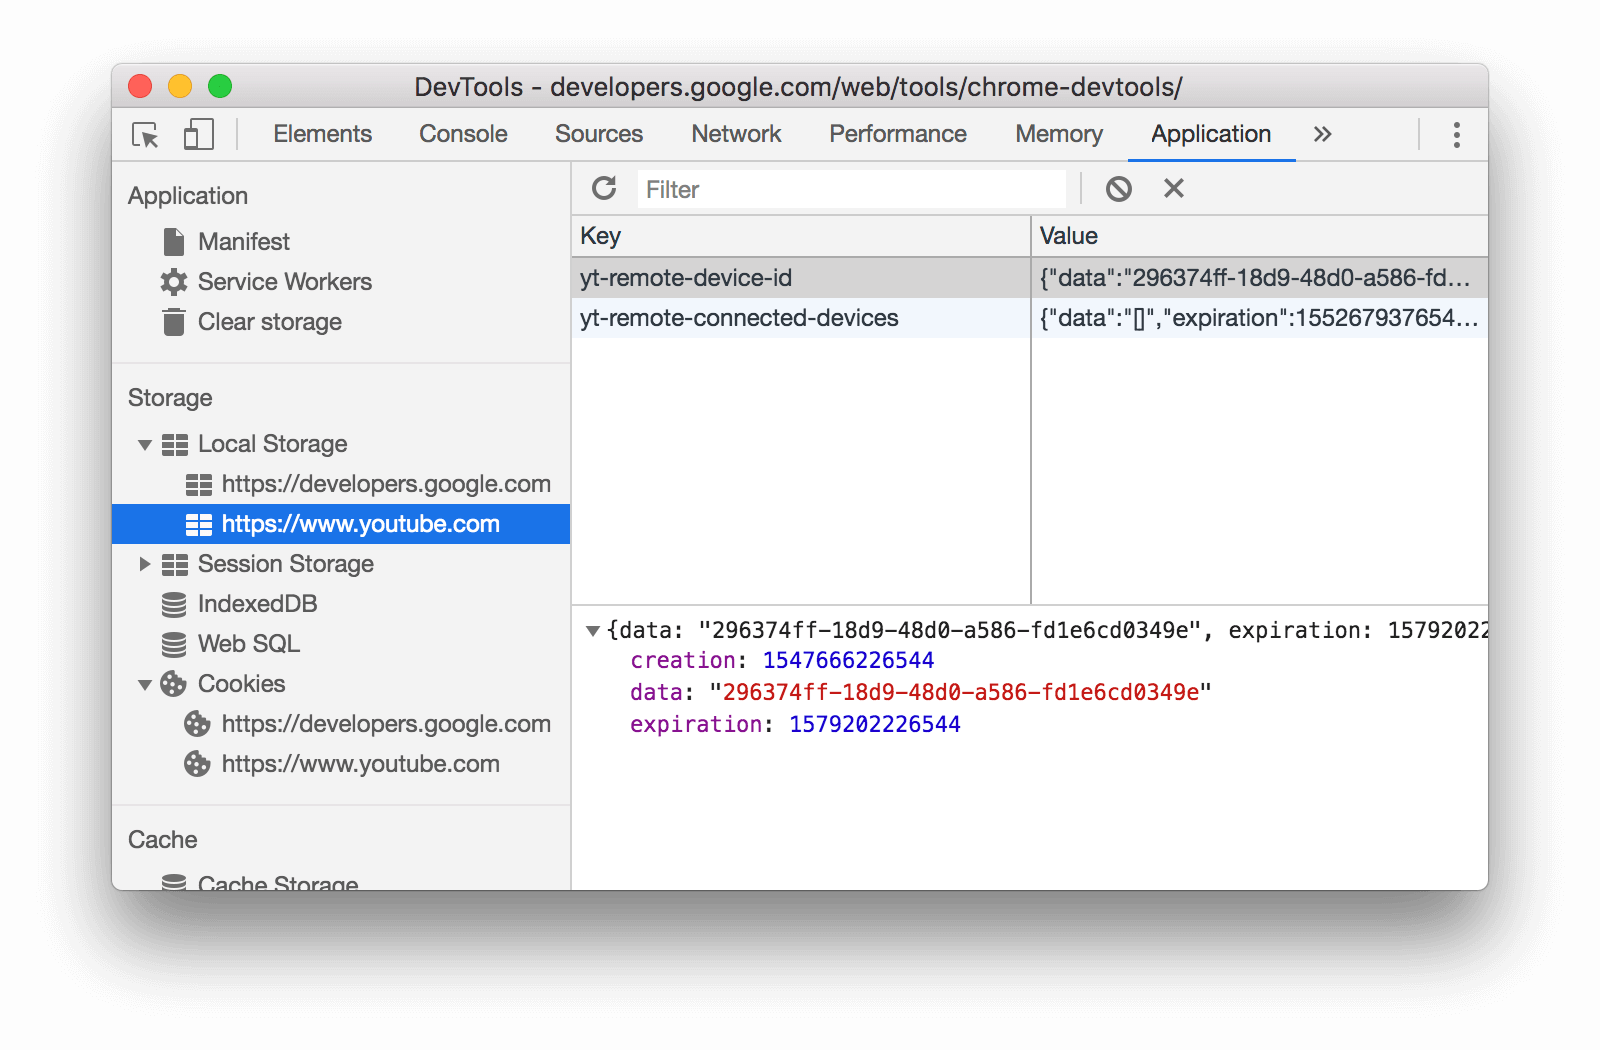 DevTools - developers.google.com/web/tools/chrome-devtools/
Elements Console Sources Network Performance Memory Application »
Application
Manifest
Service Workers
Clear storage
Storage
Local Storage
https://developers.google.com
https://www.youtube.com
Session Storage
IndexedDB
Web SQL
Cookies
https://developers.google.com
https://www.youtube.com
Cache
Cache Storage
Filter
Key Value
yt-remote-device-id {"data":"296374ff-18d9-48d0-a586-fd...
yt-remote-connected-devices {"data":"[]","expiration":155267937654...
{data: "296374ff-18d9-48d0-a586-fd1e6cd0349e", expiration: 15792022
creation: 1547666226544
data: "296374ff-18d9-48d0-a586-fd1e6cd0349e"
expiration: 1579202226544